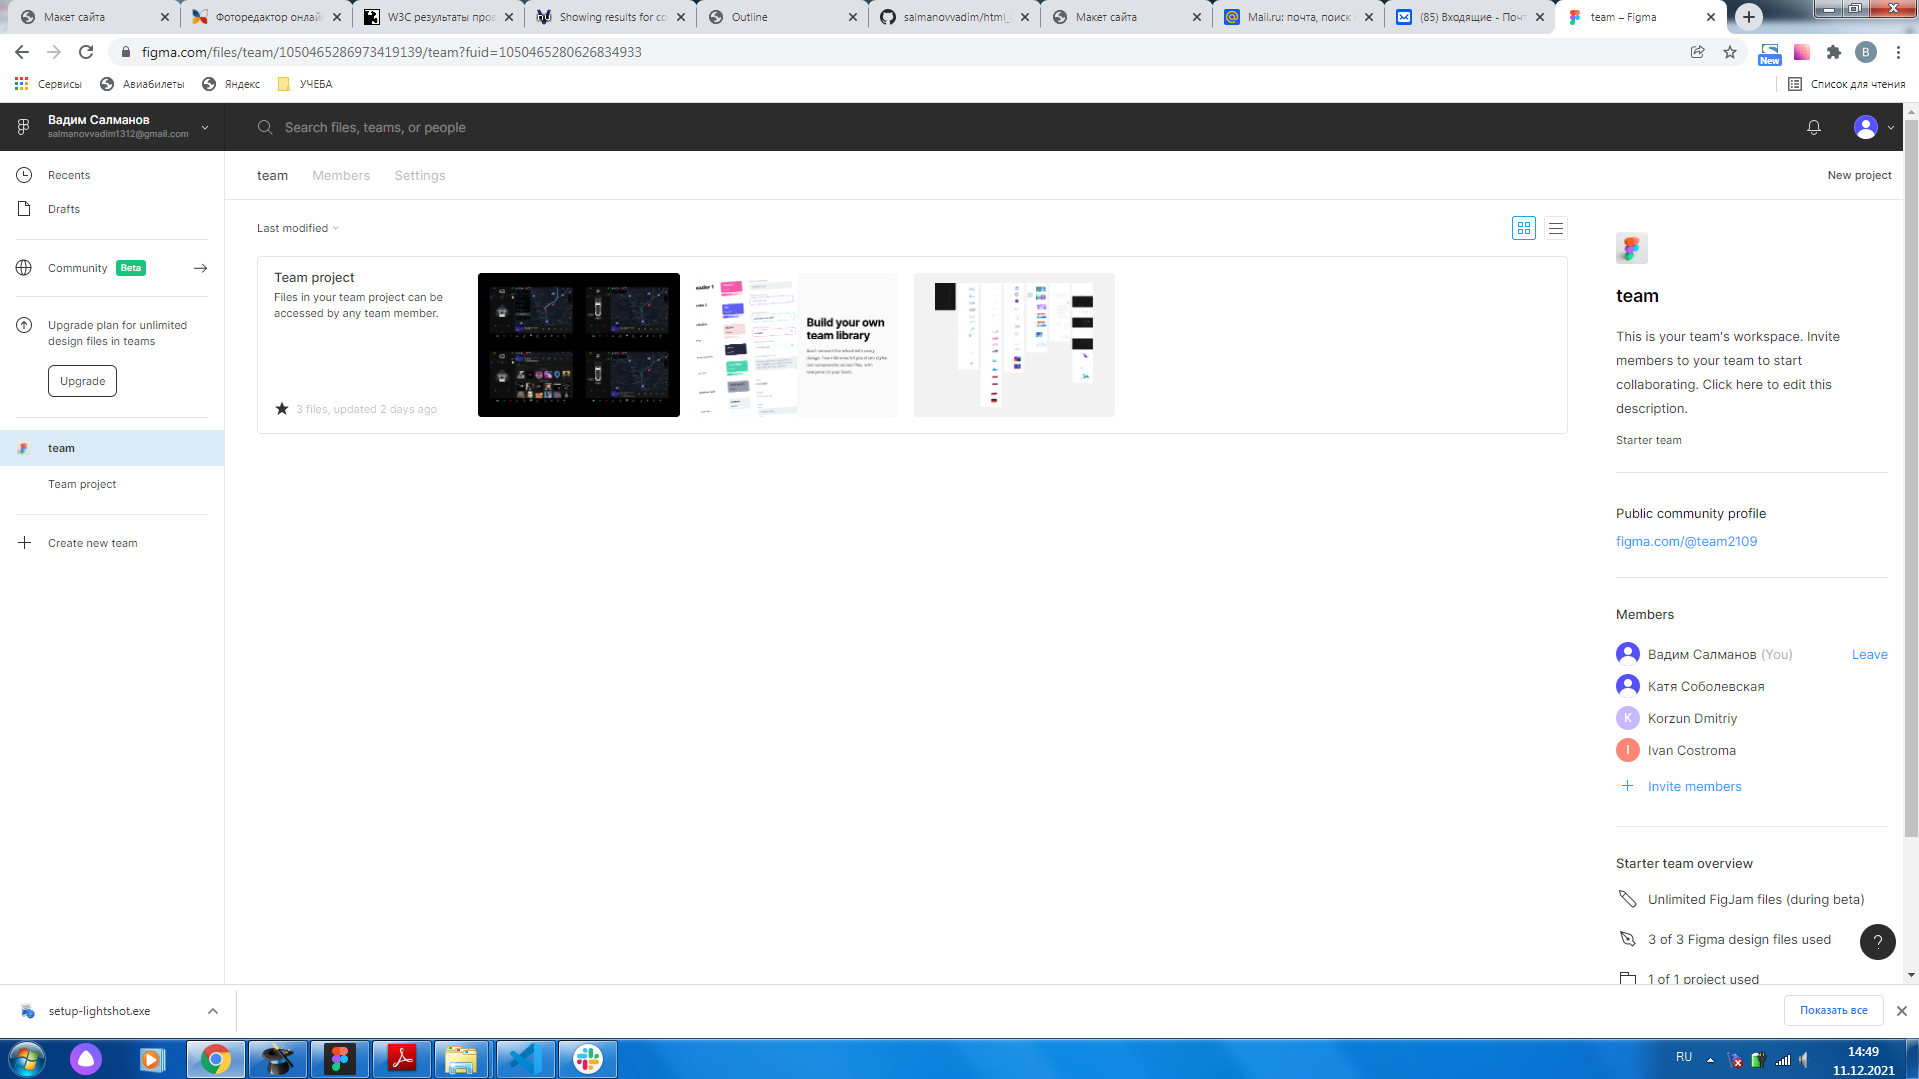 Макет сайта
Фоторедактор онлай
W3C результаты пров
Showing results for co
Outline
salmanovvadim/html_
Макет сайта
Mail.ru: почта, поиск
(85) Входящие - Почт
team – Figma
figma.com/files/team/1050465286973419139/team?fuid=1050465280626834933
New
B
Сервисы
Авиабилеты
Яндекс
УЧЕБА
Список для чтения
Вадим Салманов
salmanovvadim1312@gmail.com
Search files, teams, or people
Recents
Drafts
Community Beta
Upgrade plan for unlimited
design files in teams
Upgrade
team
Team project
Create new team
team
Members
Settings
New project
Last modified
Team project
Files in your team project can be
accessed by any team member.
3 files, updated 2 days ago
Build your own
team library
team
This is your team's workspace. Invite
members to your team to start
collaborating. Click here to edit this
description.
Starter team
Public community profile
figma.com/@team2109
Members
Вадим Салманов (You)
Leave
Катя Соболевская
K
Korzun Dmitriy
I
Ivan Costroma
Invite members
Starter team overview
Unlimited FigJam files (during beta)
3 of 3 Figma design files used
?
1 of 1 project used
setup-lightshot.exe
Показать все
RU
14:49
11.12.2021